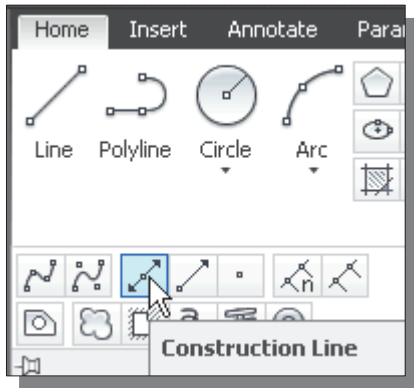 Home Insert Annotate
Line Polyline Circle Arc
Construction Line